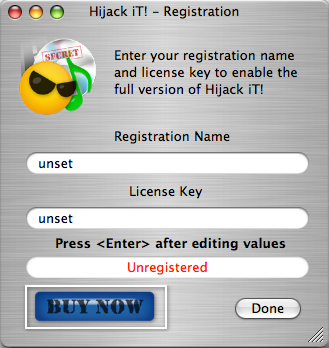 Hijack iT! – Registration
SECRET
Enter your registration name
and license key to enable the
full version of Hijack iT!
Registration Name
unset
License Key
unset
Press <Enter> after editing values
Unregistered
BUY NOW
Done